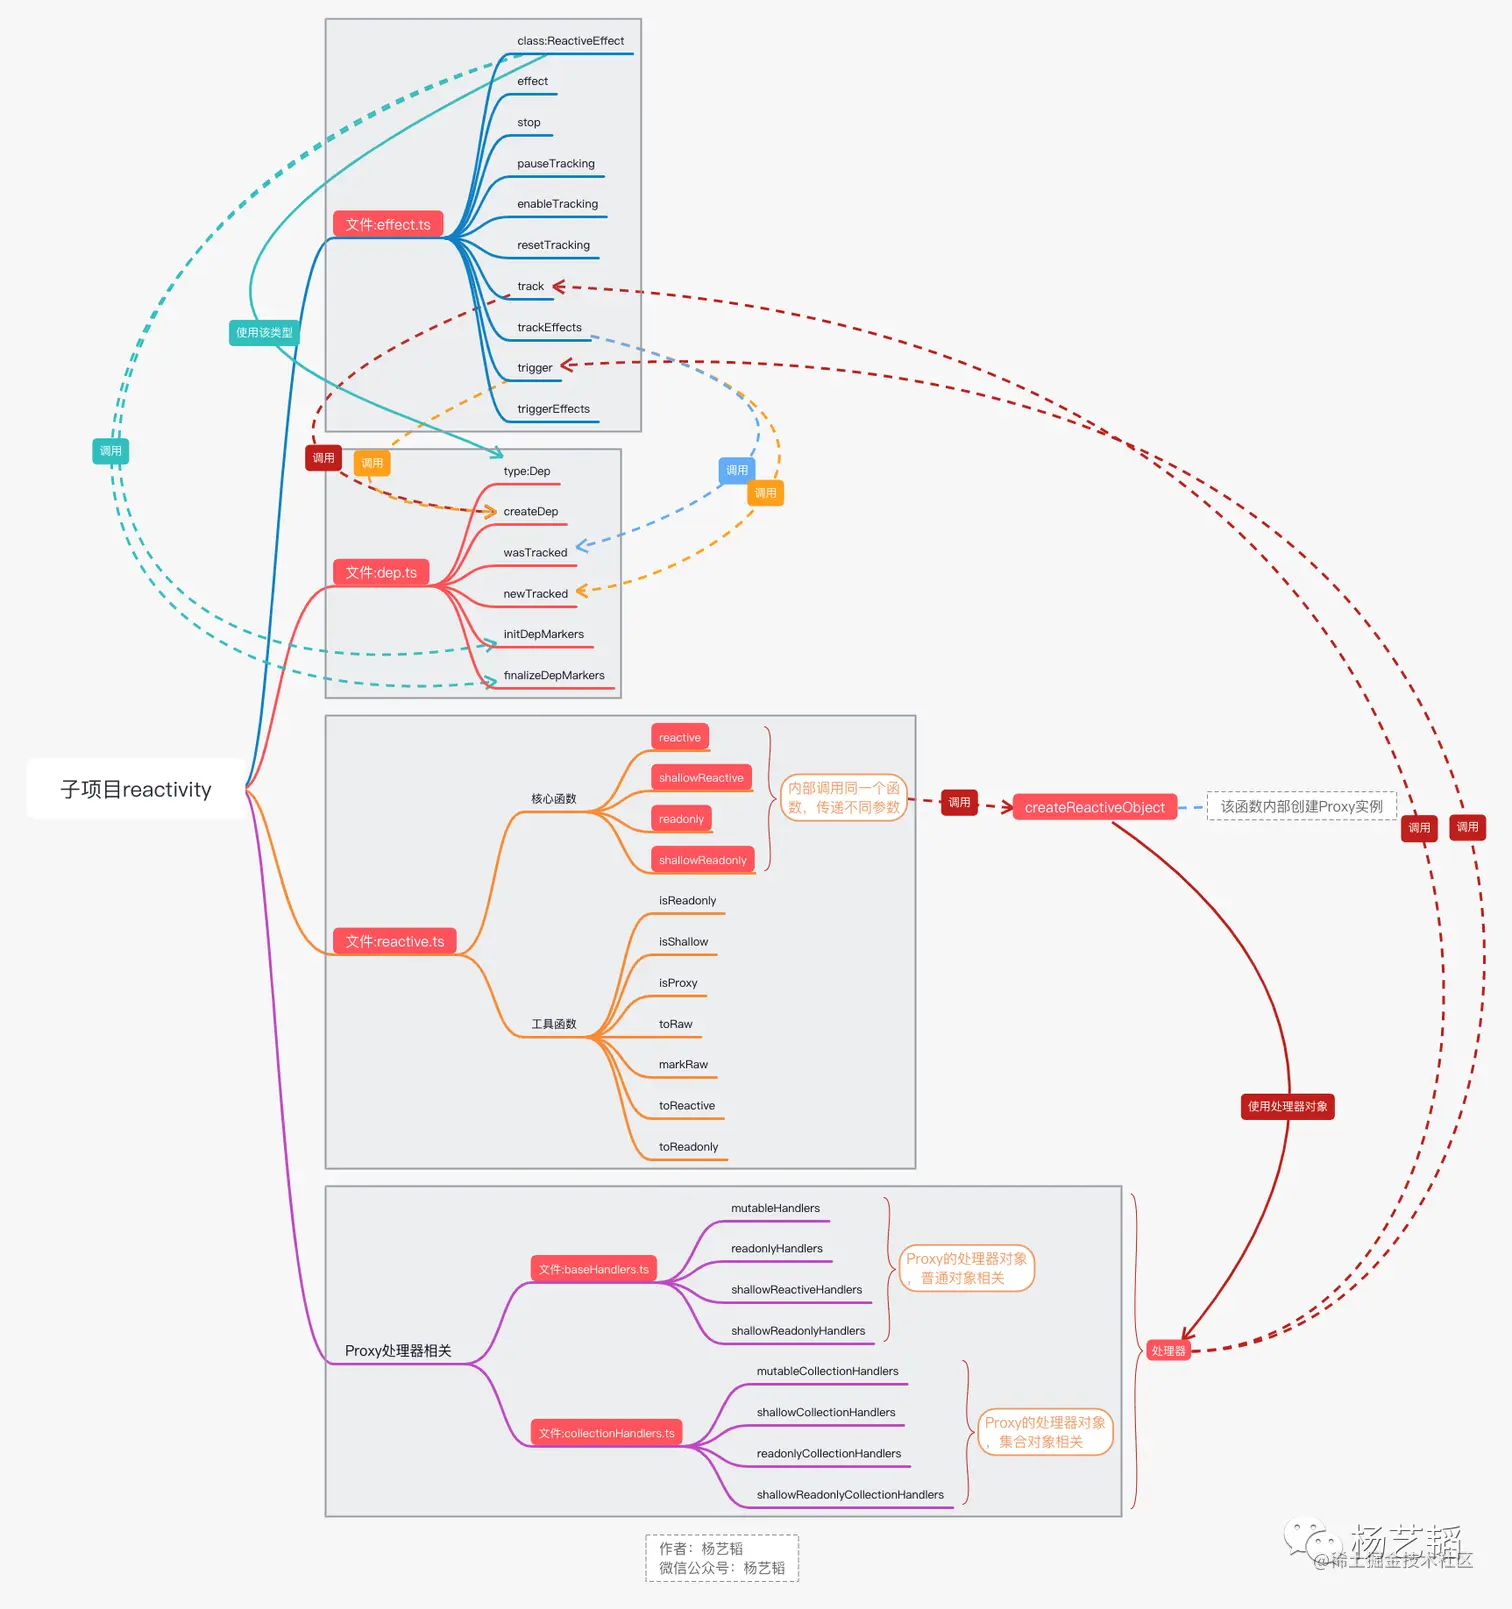 class:ReactiveEffect
effect
stop
pauseTracking
enableTracking
resetTracking
track
trackEffects
trigger
triggerEffects
文件:effect.ts
使用该类型
调用
调用
调用
调用
调用
type:Dep
createDep
wasTracked
newTracked
initDepMarkers
finalizeDepMarkers
文件:dep.ts
子项目reactivity
reactive
shallowReactive
readonly
shallowReadonly
核心函数
内部调用同一个函
数，传递不同参数
调用
createReactiveObject
该函数内部创建Proxy实例
调用
调用
文件:reactive.ts
isReadonly
isShallow
isProxy
toRaw
markRaw
toReactive
toReadonly
工具函数
使用处理器对象
mutableHandlers
readonlyHandlers
shallowReactiveHandlers
shallowReadonlyHandlers
文件:baseHandlers.ts
Proxy的处理器对象
，普通对象相关
Proxy处理器相关
处理器
mutableCollectionHandlers
shallowCollectionHandlers
readonlyCollectionHandlers
shallowReadonlyCollectionHandlers
文件:collectionHandlers.ts
Proxy的处理器对象
，集合对象相关
作者：杨艺韬
微信公众号：杨艺韬
杨艺韬
@稀土掘金技术社区